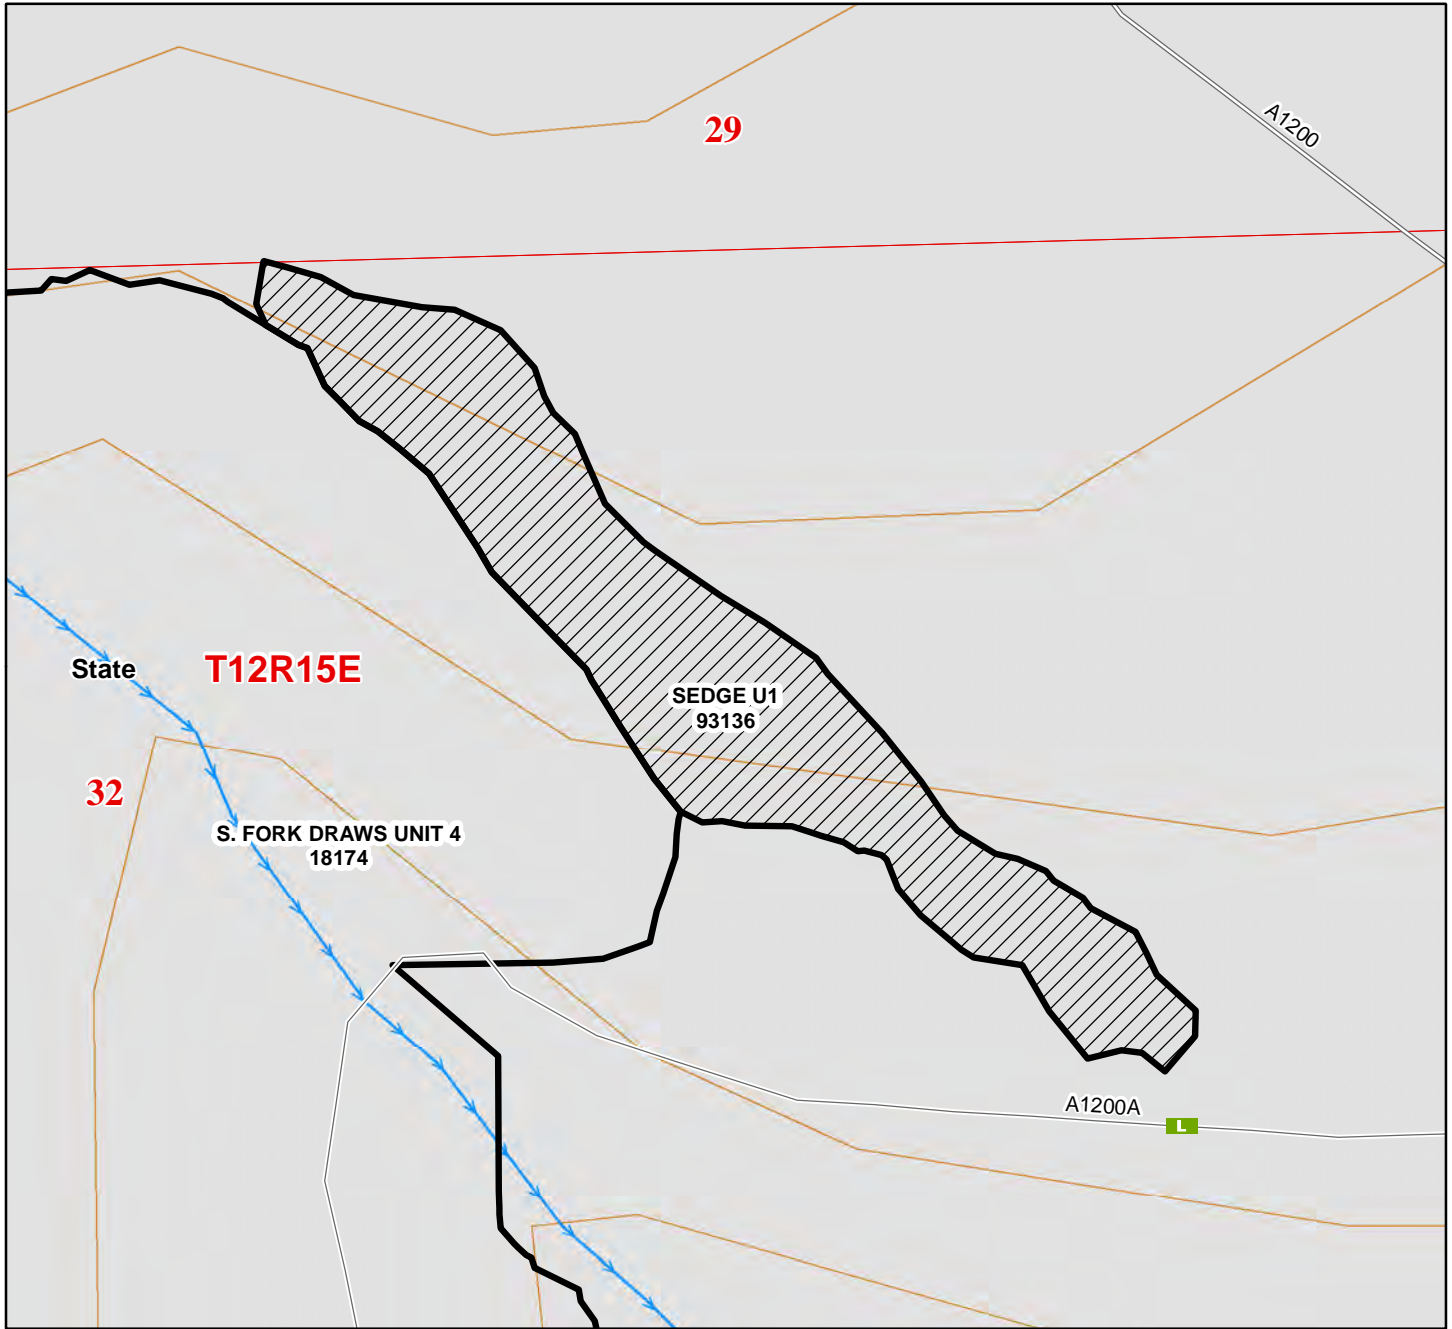 29
A1200
State
T12R15E
SEDGE U1
93136
32
S. FORK DRAWS UNIT 4
18174
A1200A
L